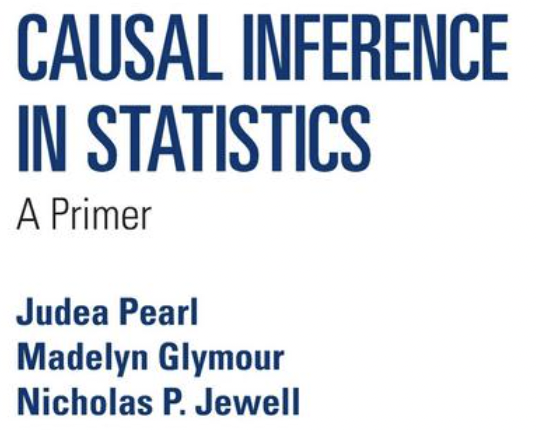 CAUSAL INFERENCE
IN STATISTICS
A Primer
Judea Pearl
Madelyn Glymour
Nicholas P. Jewell